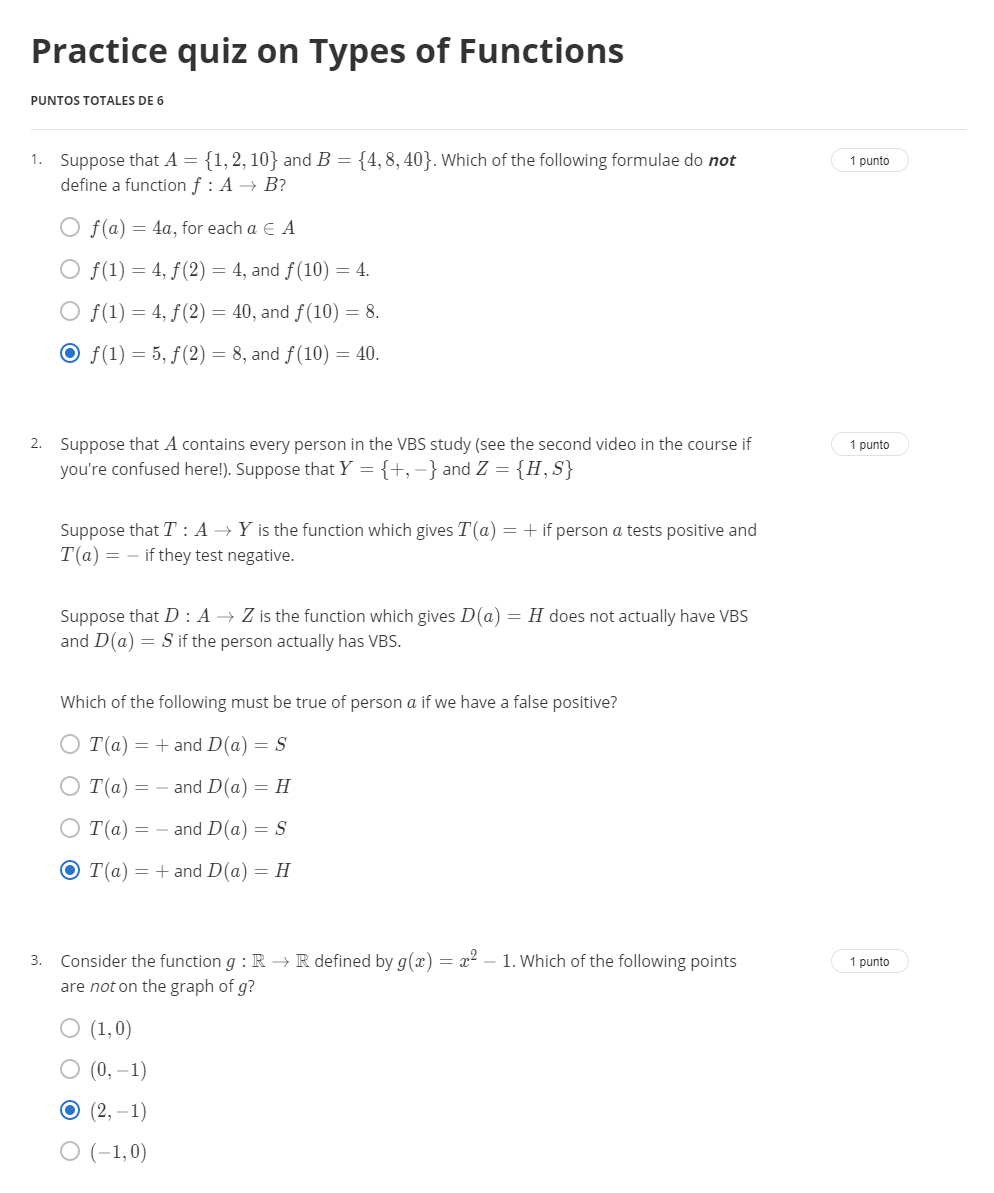 Practice quiz on Types of Functions
PUNTOS TOTALES DE 6
1. Suppose that A = {1, 2, 10} and B = {4, 8, 40}. Which of the following formulae do not 1 punto
define a function f : A → B?
f(a) = 4a, for each a ∈ A
f(1) = 4, f(2) = 4, and f(10) = 4.
f(1) = 4, f(2) = 40, and f(10) = 8.
f(1) = 5, f(2) = 8, and f(10) = 40.
2. Suppose that A contains every person in the VBS study (see the second video in the course if 1 punto
you're confused here!). Suppose that Y = {+, −} and Z = {H, S}
Suppose that T : A → Y is the function which gives T(a) = + if person a tests positive and
T(a) = − if they test negative.
Suppose that D : A → Z is the function which gives D(a) = H does not actually have VBS
and D(a) = S if the person actually has VBS.
Which of the following must be true of person a if we have a false positive?
T(a) = + and D(a) = S
T(a) = − and D(a) = H
T(a) = − and D(a) = S
T(a) = + and D(a) = H
3. Consider the function g : ℝ → ℝ defined by g(x) = x² − 1. Which of the following points 1 punto
are not on the graph of g?
(1, 0)
(0, −1)
(2, −1)
(−1, 0)